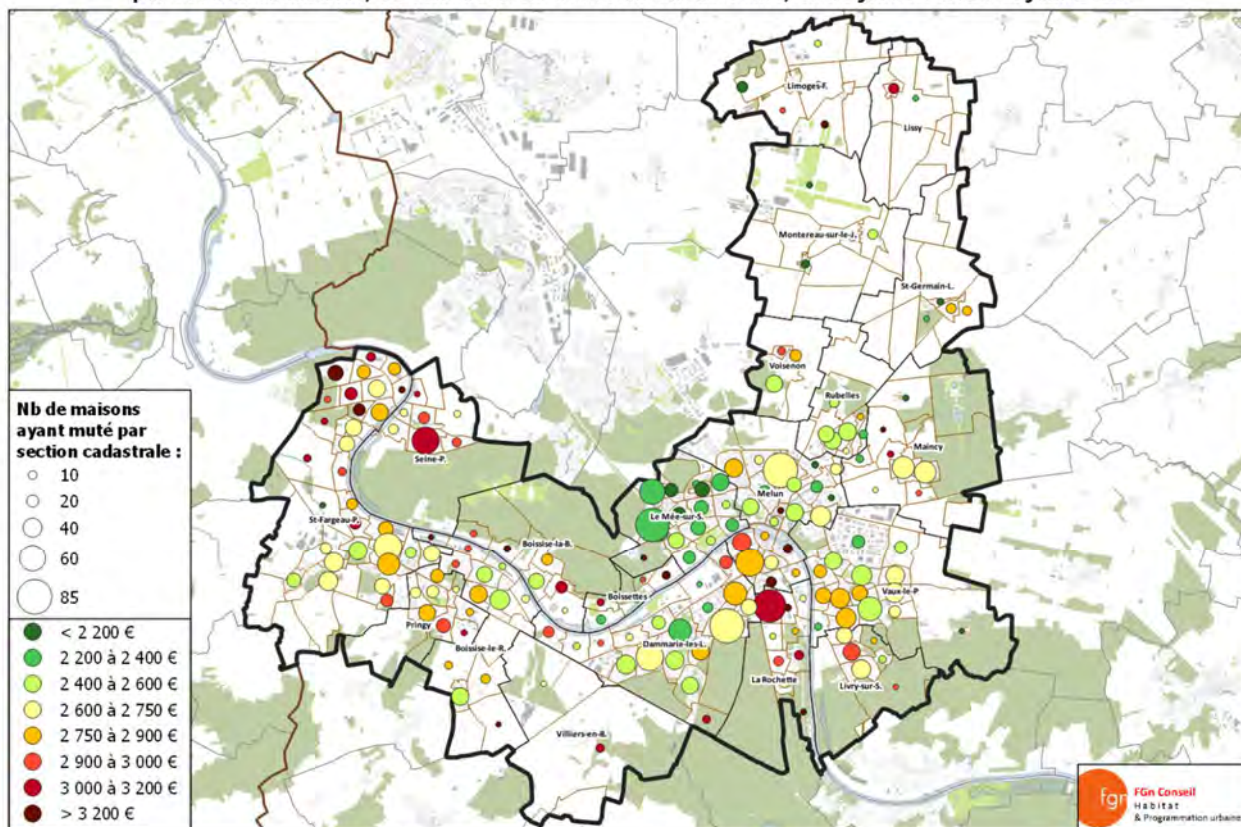 Limoges-F.
Lissy
Montereau-sur-le-J.
St-Germain-L.
Voisenon
Rubelles
Maincy
Nb de maisons
ayant muté par
section cadastrale :
10
20
40
60
85
Seine-P.
Melun
Le Mée-sur-S.
St-Fargeau-P.
Boissise-la-B.
Boissettes
Vaux-le-P
Pringy
Boissise-le-R.
Dammarie-les-L.
La Rochette
Livry-sur-S.
Villiers-en-B.
< 2 200 €
2 200 à 2 400 €
2 400 à 2 600 €
2 600 à 2 750 €
2 750 à 2 900 €
2 900 à 3 000 €
3 000 à 3 200 €
> 3 200 €
fgn
FGn Conseil
Habitat
& Programmation urbaine